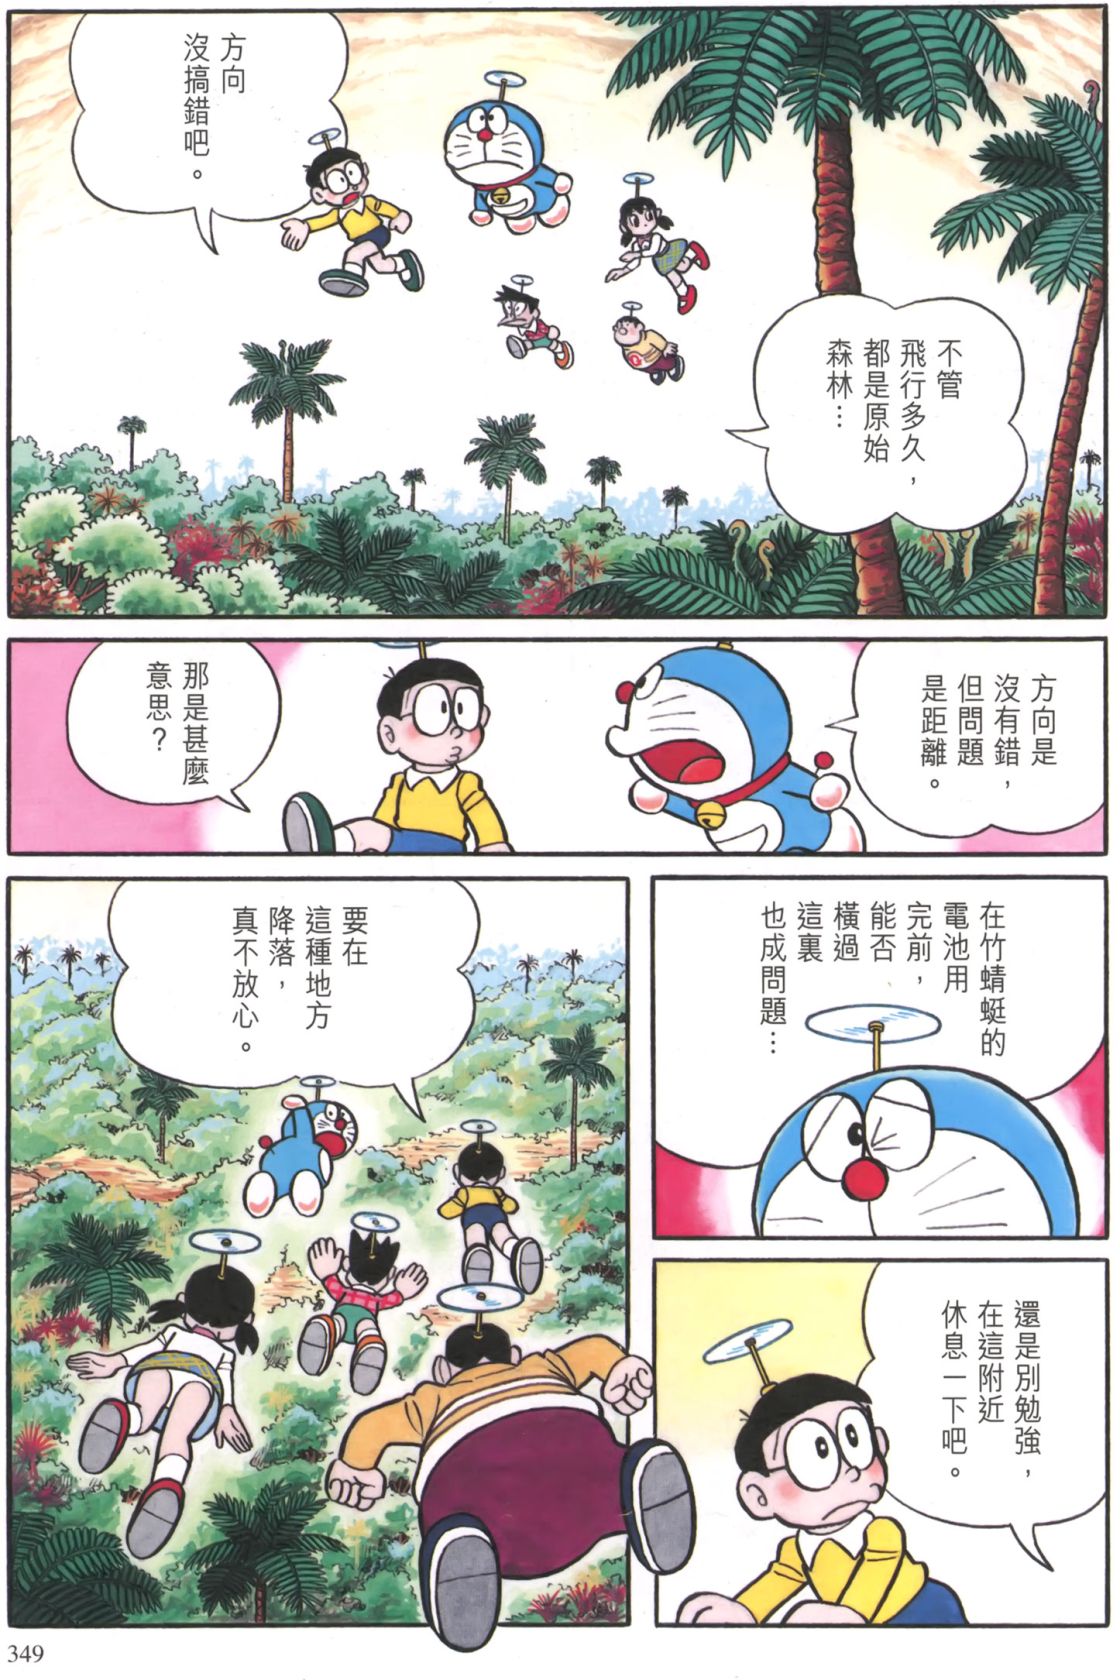 不管
飛行多久，
都是原始
森林…
方向
沒搞錯吧。
方向是
沒有錯，
但問題
是距離。
那是甚麼
意思？
在竹蜻蜓的
電池用
完前，
能否
橫過
這裏
也成問題…
還是別勉強，
在這附近
休息一下吧。
要在
這種地方
降落，
真不放心。
349